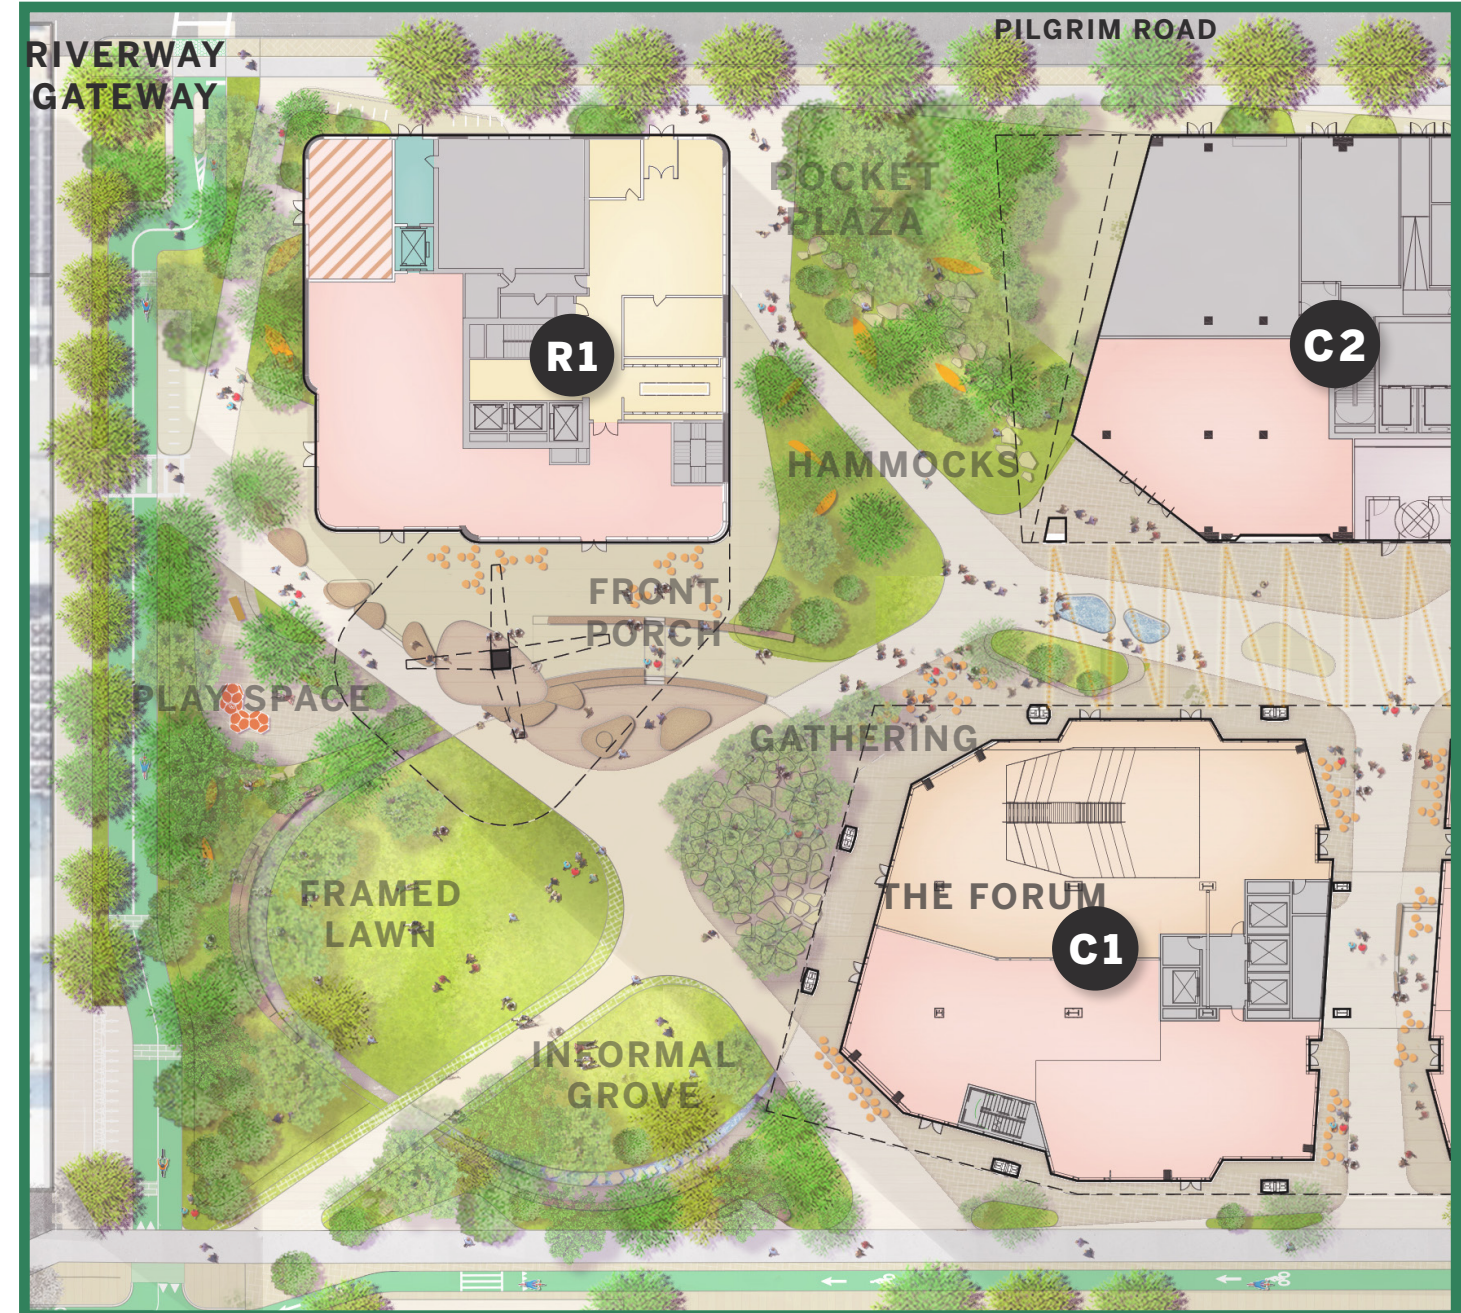 PILGRIM ROAD
RIVERWAY
GATEWAY
POCKET
PLAZA
R1
C2
HAMMOCKS
FRONT
PORCH
PLAY SPACE
GATHERING
FRAMED
LAWN
THE FORUM
C1
INFORMAL
GROVE